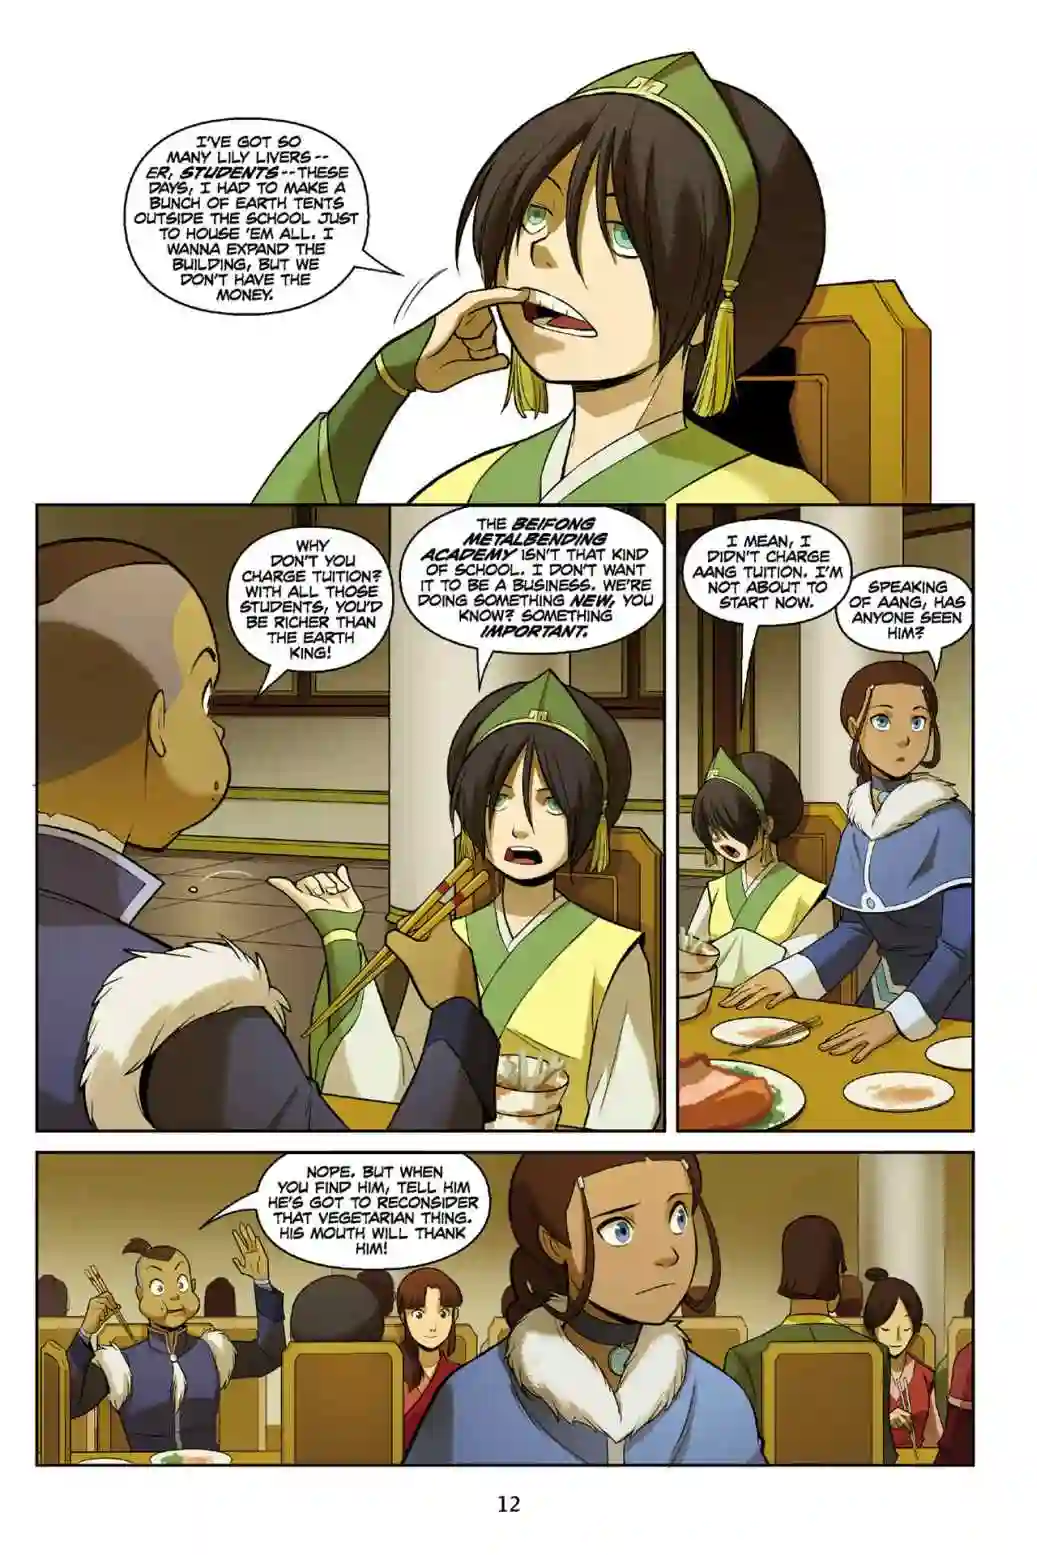 I'VE GOT SO
MANY LILY LIVERS--
ER, STUDENTS--THESE
DAYS, I HAD TO MAKE A
BUNCH OF EARTH TENTS
OUTSIDE THE SCHOOL JUST
TO HOUSE 'EM ALL. I
WANNA EXPAND THE
BUILDING, BUT WE
DON'T HAVE THE
MONEY.
WHY
DON'T YOU
CHARGE TUITION?
WITH ALL THOSE
STUDENTS, YOU'D
BE RICHER THAN
THE EARTH
KING!
THE BEIFONG
METALBENDING
ACADEMY ISN'T THAT KIND
OF SCHOOL. I DON'T WANT
IT TO BE A BUSINESS. WE'RE
DOING SOMETHING NEW, YOU
KNOW? SOMETHING
IMPORTANT.
I MEAN, I
DIDN'T CHARGE
AANG TUITION. I'M
NOT ABOUT TO
START NOW.
SPEAKING
OF AANG, HAS
ANYONE SEEN
HIM?
NOPE. BUT WHEN
YOU FIND HIM, TELL HIM
HE'S GOT TO RECONSIDER
THAT VEGETARIAN THING.
HIS MOUTH WILL THANK
HIM!
12